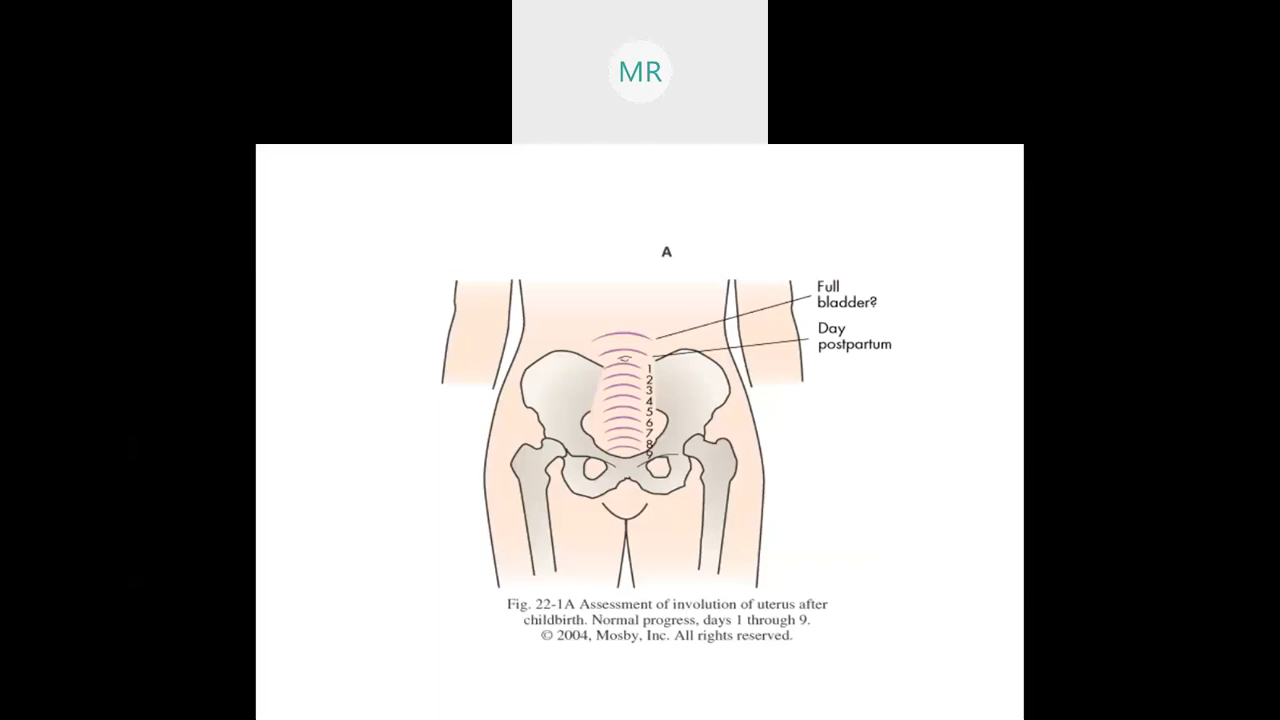 MR
A
Full
bladder?
Day
postpartum
1
2
3
4
5
6
7
8
9
Fig. 22-1A Assessment of involution of uterus after
childbirth. Normal progress, days 1 through 9.
© 2004, Mosby, Inc. All rights reserved.